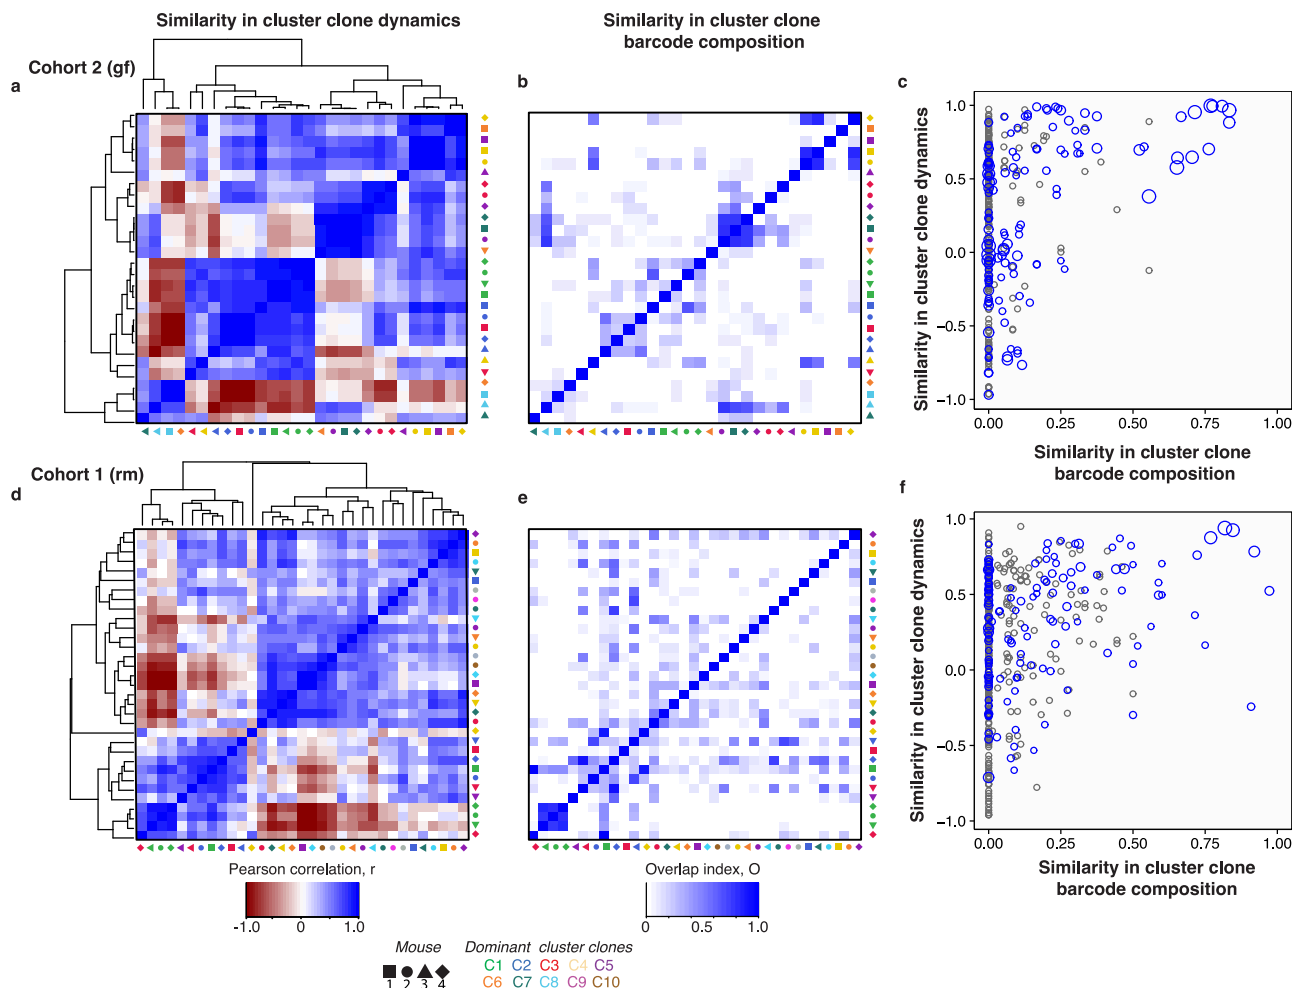 Similarity in cluster clone dynamics
Similarity in cluster clone
barcode composition
Cohort 2 (gf)
a
b
c
1.0
0.5
0.0
−0.5
−1.0
Similarity in cluster clone dynamics
0.00 0.25 0.50 0.75 1.00
Similarity in cluster clone
barcode composition
Cohort 1 (rm)
d
e
f
1.0
0.5
0.0
−0.5
−1.0
Similarity in cluster clone dynamics
0.00 0.25 0.50 0.75 1.00
Similarity in cluster clone
barcode composition
Pearson correlation, r
-1.0 0 1.0
Overlap index, O
0 0.5 1.0
Mouse
1 2 3 4
Dominant cluster clones
C1 C2 C3 C4 C5
C6 C7 C8 C9 C10